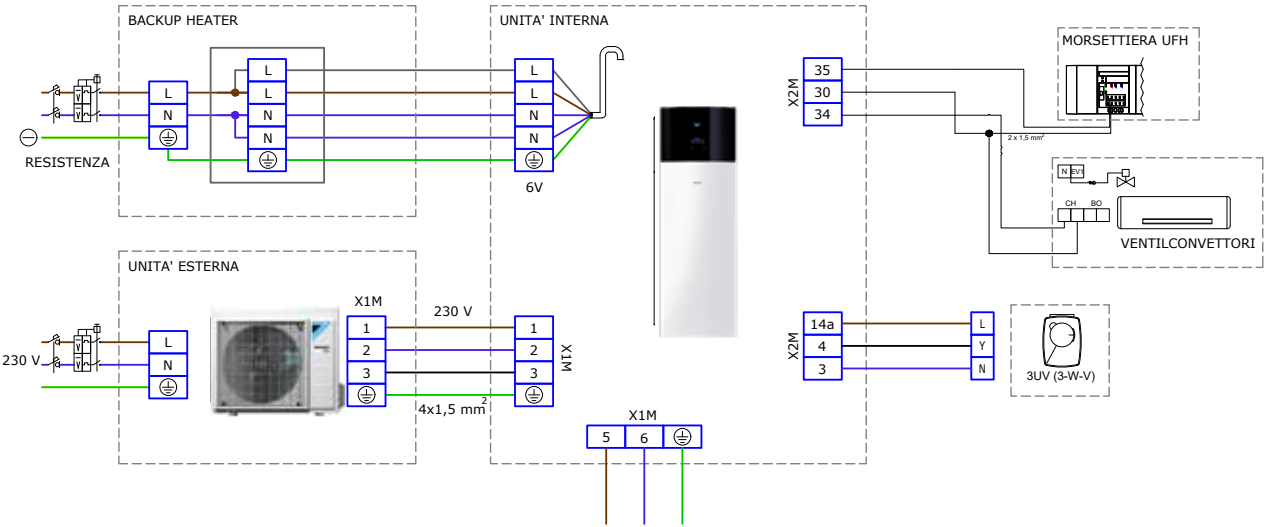 BACKUP HEATER
L
L
N
N
L
N
RESISTENZA
UNITA' INTERNA
L
L
N
N
6V
X2M
35
30
34
MORSETTIERA UFH
2 x 1,5 mm²
N EV1
CH BO
VENTILCONVETTORI
UNITA' ESTERNA
230 V
L
N
X1M
1
2
3
230 V
4x1,5 mm²
1
2
3
X1M
X2M
14a
4
3
L
Y
N
3UV (3-W-V)
X1M
5 6